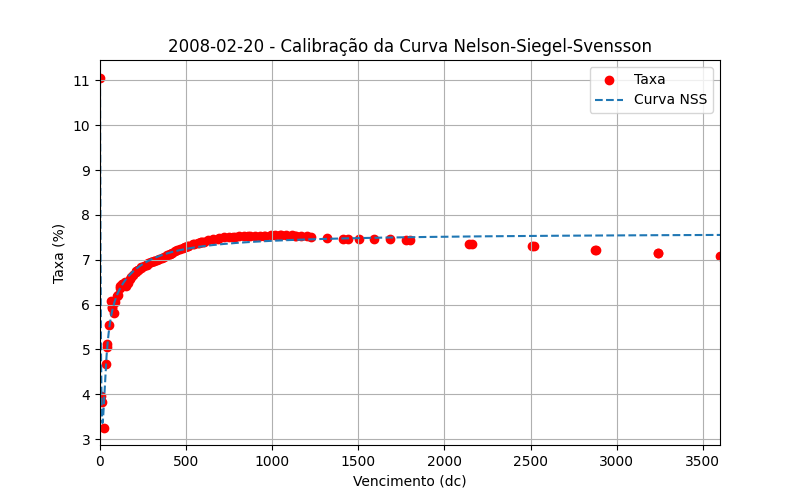 2008-02-20 - Calibração da Curva Nelson-Siegel-Svensson
Taxa
Curva NSS
Taxa (%)
11
10
9
8
7
6
5
4
3
0 500 1000 1500 2000 2500 3000 3500
Vencimento (dc)